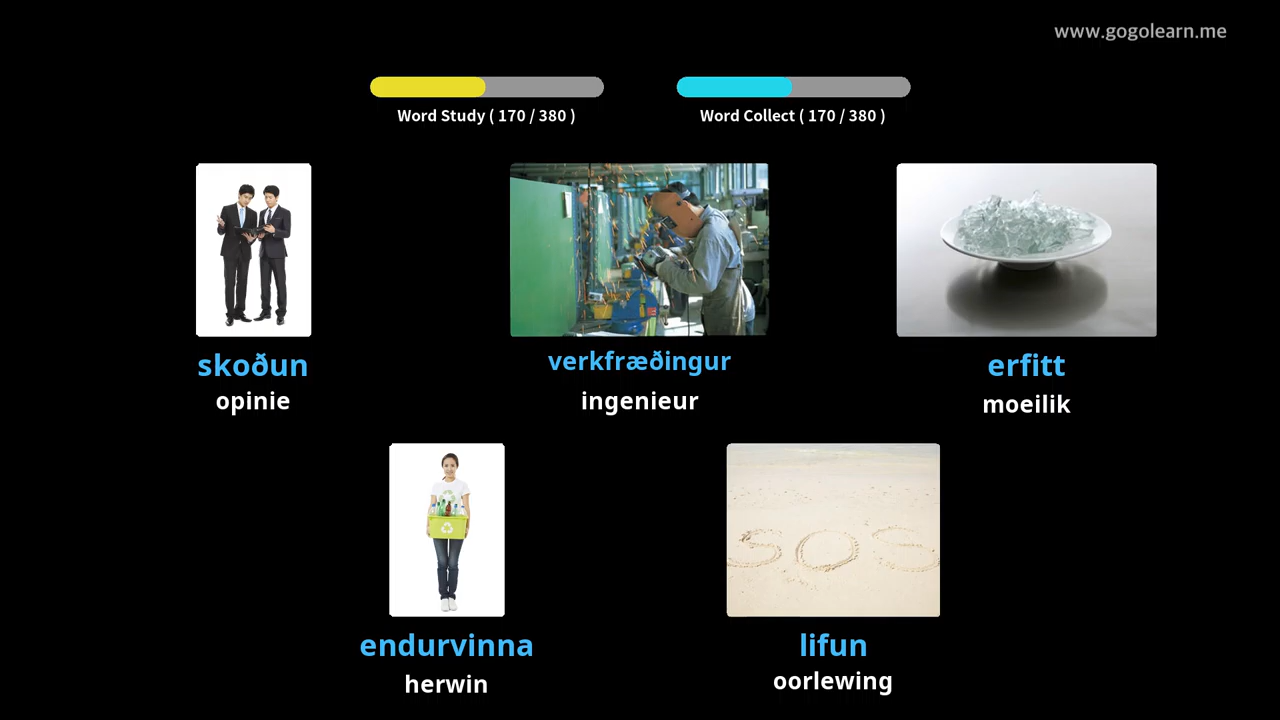 www.gogolearn.me
Word Study ( 170 / 380 )
Word Collect ( 170 / 380 )
skoðun
opinie
verkfræðingur
ingenieur
erfitt
moeilik
endurvinna
herwin
SOS
lifun
oorlewing